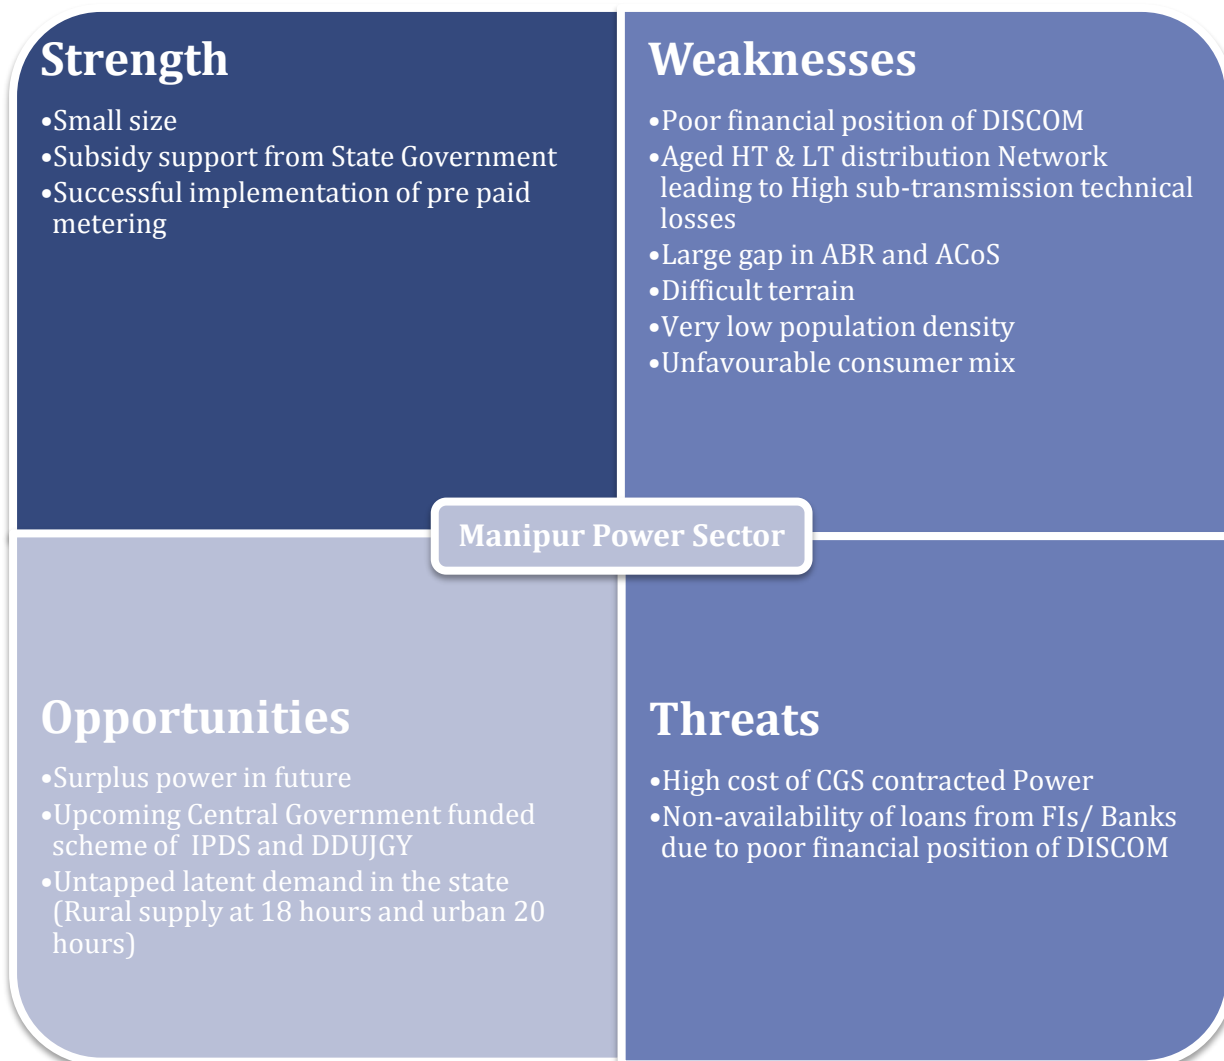 Strength
•Small size
•Subsidy support from State Government
•Successful implementation of pre paid
metering
Weaknesses
•Poor financial position of DISCOM
•Aged HT & LT distribution Network
leading to High sub-transmission technical
losses
•Large gap in ABR and ACoS
•Difficult terrain
•Very low population density
•Unfavourable consumer mix
Manipur Power Sector
Opportunities
•Surplus power in future
•Upcoming Central Government funded
scheme of IPDS and DDUJGY
•Untapped latent demand in the state
(Rural supply at 18 hours and urban 20
hours)
Threats
•High cost of CGS contracted Power
•Non-availability of loans from FIs/ Banks
due to poor financial position of DISCOM